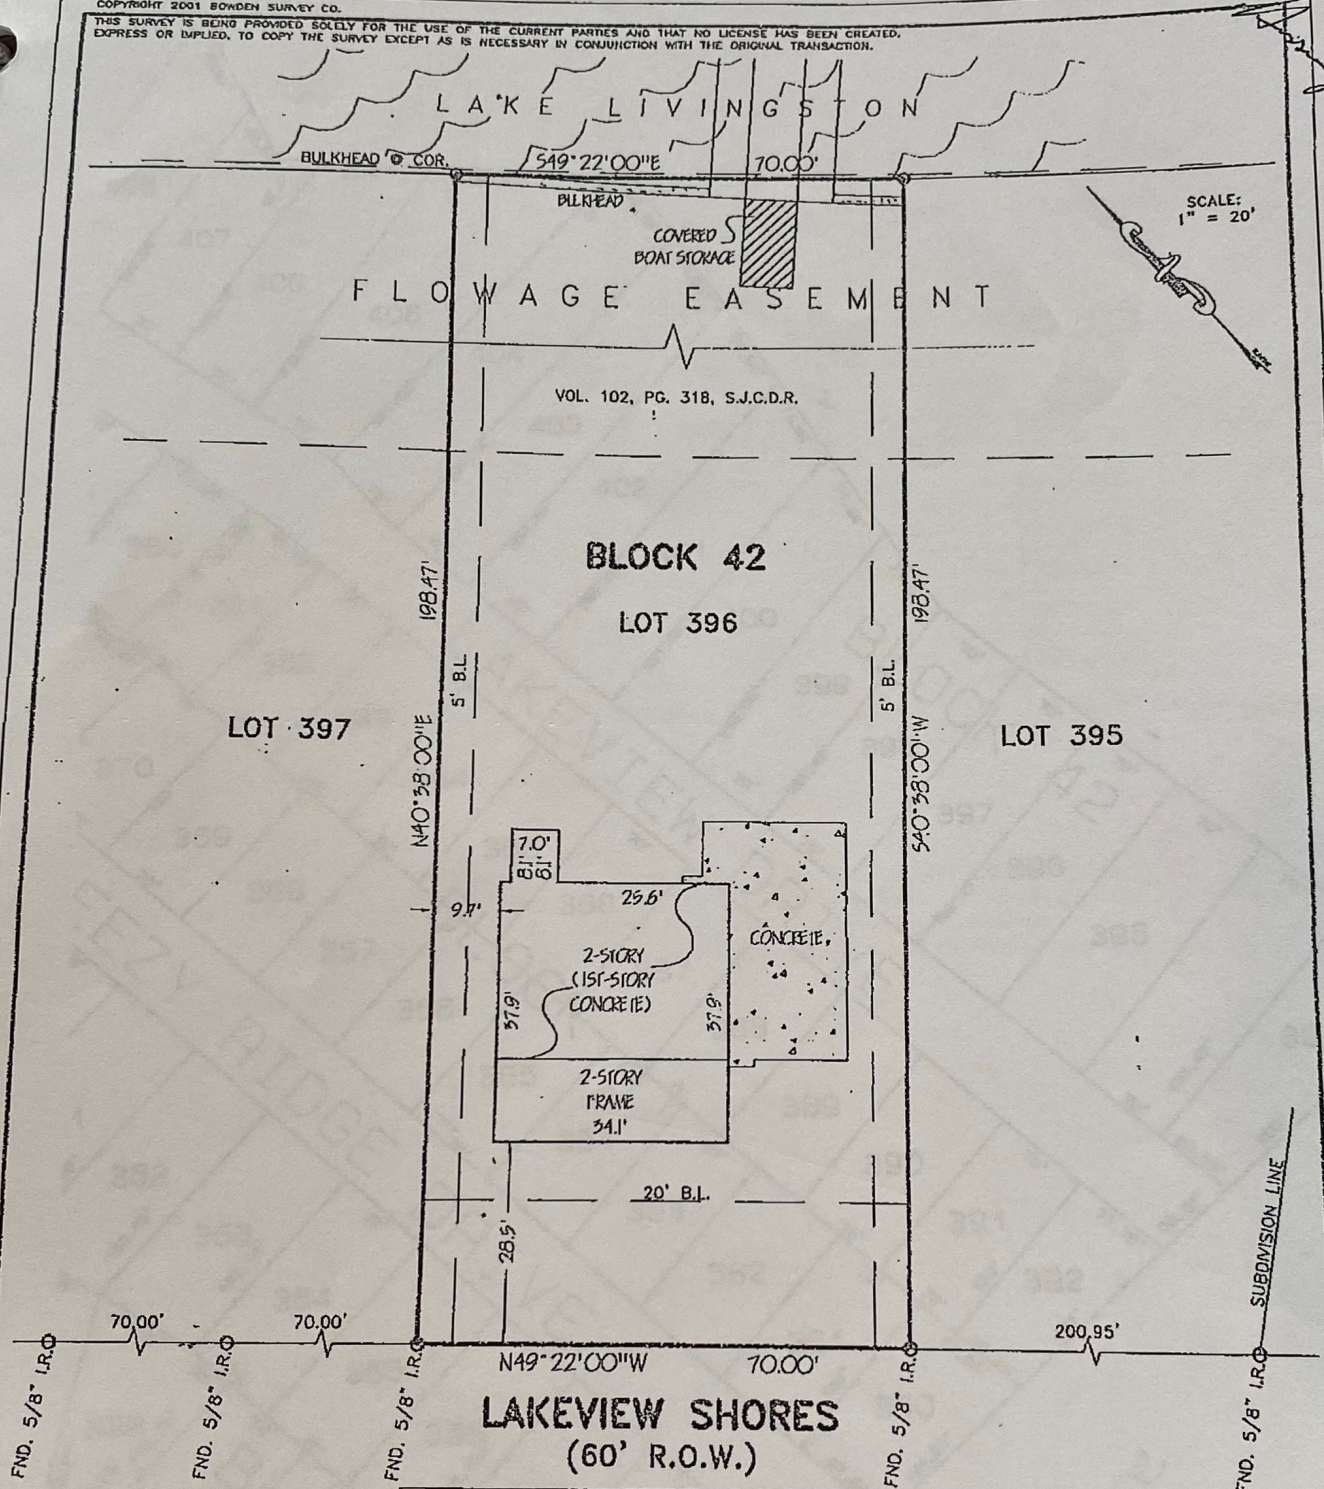 COPYRIGHT 2001 BOWDEN SURVEY CO.
THIS SURVEY IS BEING PROVIDED SOLELY FOR THE USE OF THE CURRENT PARTIES AND THAT NO LICENSE HAS BEEN CREATED,
EXPRESS OR IMPLIED, TO COPY THE SURVEY EXCEPT AS IS NECESSARY IN CONJUNCTION WITH THE ORIGINAL TRANSACTION.
LAKE LIVINGSTON
BULKHEAD @ COR.
S49°22'00"E 70.00'
BULKHEAD
SCALE:
1" = 20'
COVERED
BOAT STORAGE
FLOWAGE EASEMENT
VOL. 102, PG. 318, S.J.C.D.R.
BLOCK 42
LOT 396
198.47'
198.47'
5' B.L.
5' B.L.
LOT 397
LOT 395
N40°38'00"E
S40°38'00"W
7.0'
8.1'
8.1'
25.6'
9.7'
2-STORY
(1ST-STORY
CONCRETE)
CONCRETE
37.9'
37.9'
2-STORY
FRAME
34.1'
20' B.L.
28.5'
SUBDIVISION LINE
70.00'
70.00'
200.95'
N49°22'00"W 70.00'
FND. 5/8" I.R.
FND. 5/8" I.R.
FND. 5/8" I.R.
FND. 5/8" I.R.
FND. 5/8" I.R.
LAKEVIEW SHORES
(60' R.O.W.)